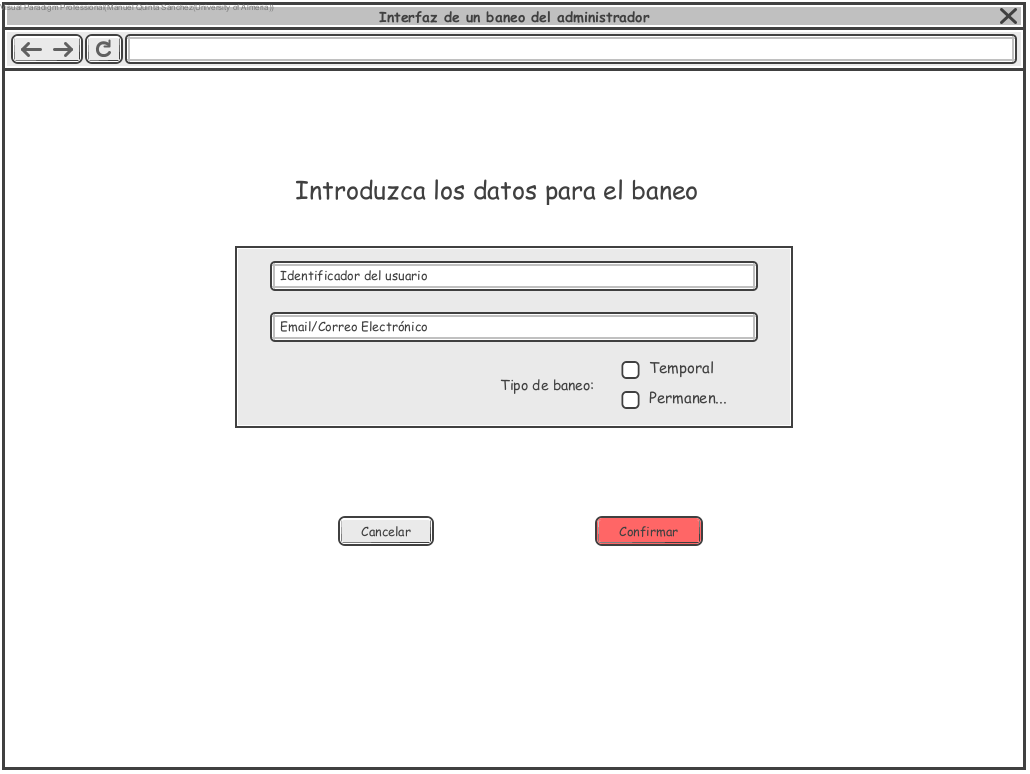 Visual Paradigm Professional(Manuel Quinta Sanchez(University of Almeria))
Interfaz de un baneo del administrador
Introduzca los datos para el baneo
Identificador del usuario
Email/Correo Electrónico
Tipo de baneo:
Temporal
Permanen...
Cancelar
Confirmar